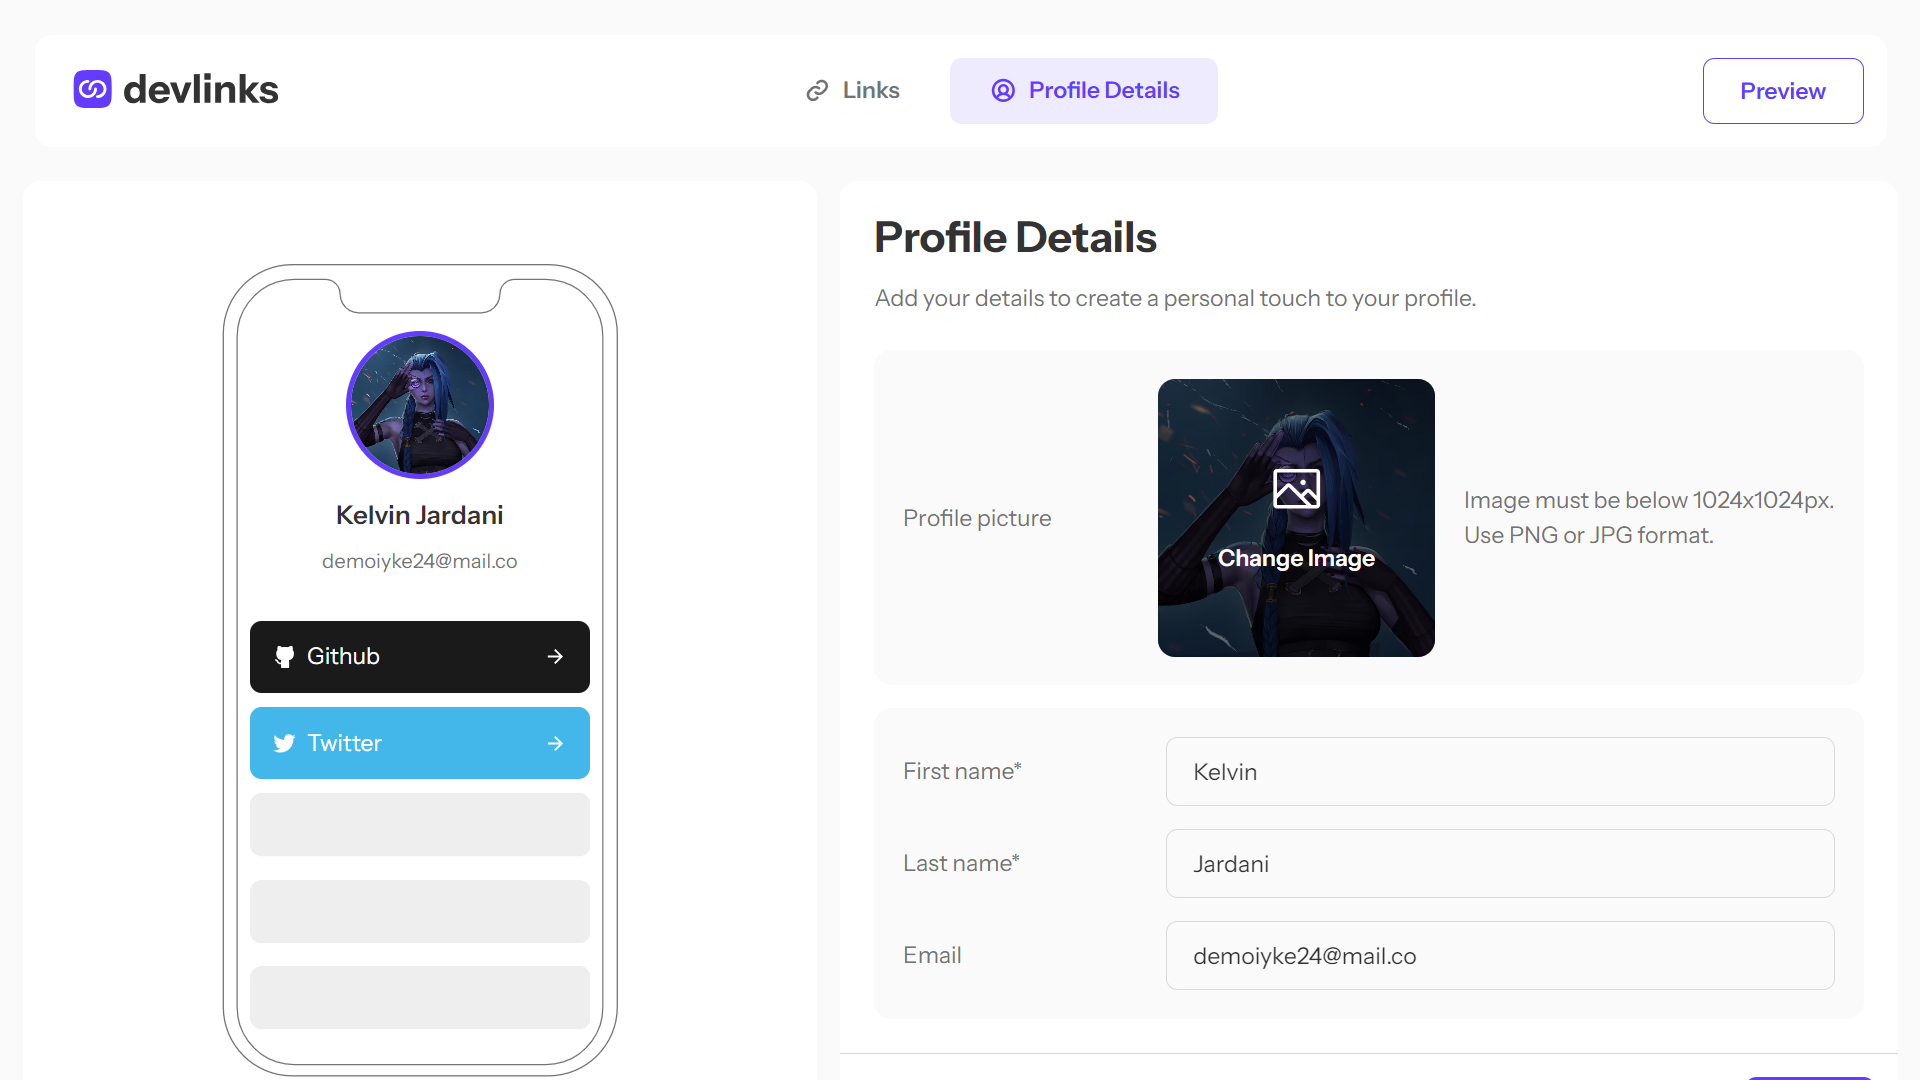 devlinks
Links
Profile Details
Preview
Kelvin Jardani
demoiyke24@mail.co
Github
Twitter
Profile Details
Add your details to create a personal touch to your profile.
Profile picture
Change Image
Image must be below 1024x1024px.
Use PNG or JPG format.
First name*
Kelvin
Last name*
Jardani
Email
demoiyke24@mail.co